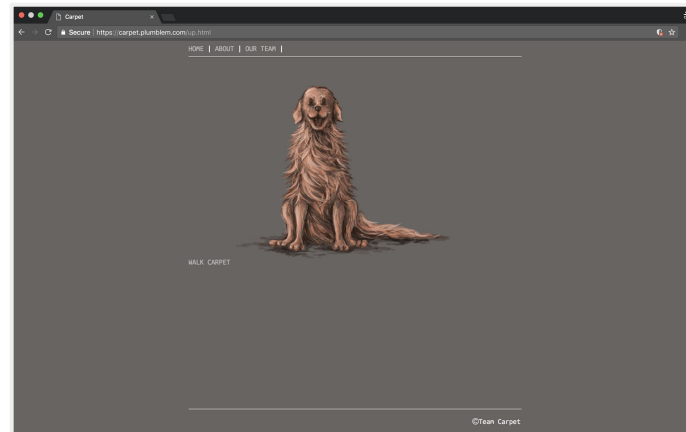 Carpet
Secure https://carpet.plumblem.com/up.html
HOME | ABOUT | OUR TEAM |
WALK CARPET
©Team Carpet